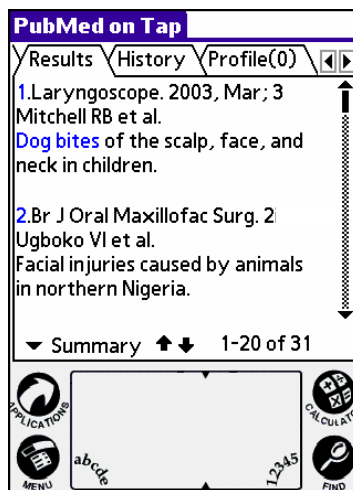 PubMed on Tap
Results History Profile(0)
1.Laryngoscope. 2003, Mar; 3
Mitchell RB et al.
Dog bites of the scalp, face, and
neck in children.
2.Br J Oral Maxillofac Surg. 2
Ugboko VI et al.
Facial injuries caused by animals
in northern Nigeria.
Summary 1-20 of 31
APPLICATIONS CALCULAT
abcde 12345
MENU FIND